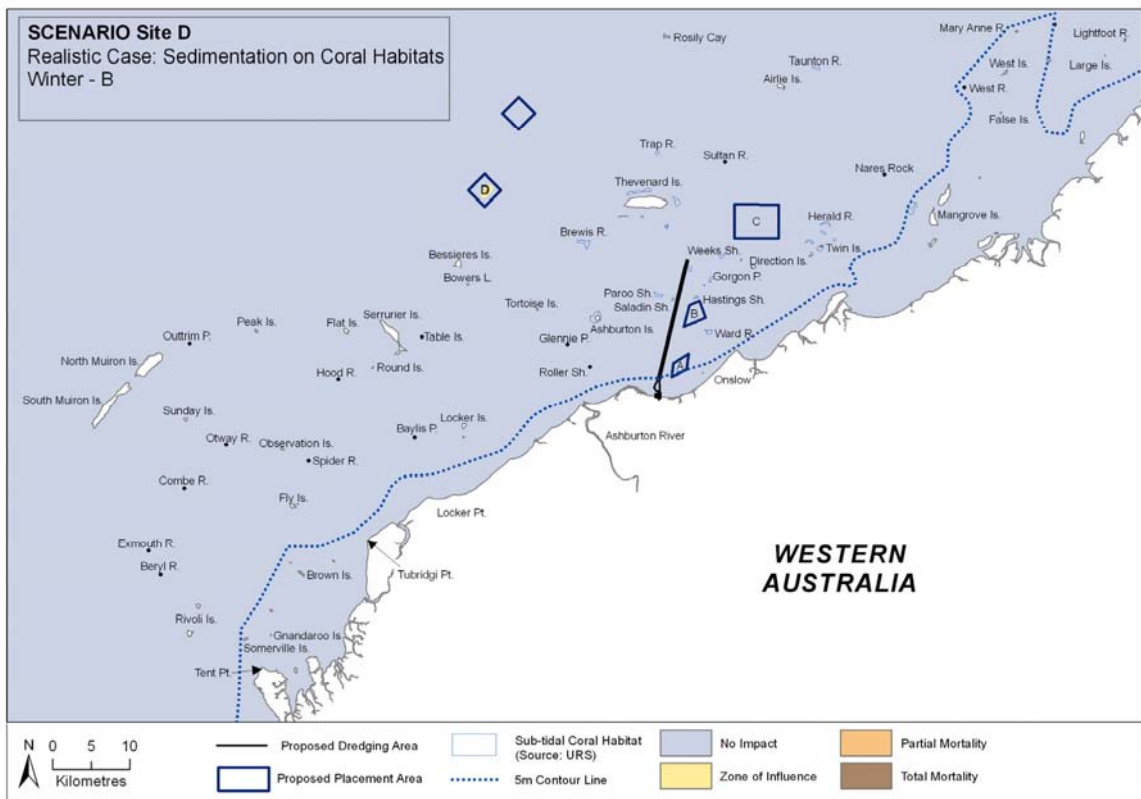 SCENARIO Site D
Realistic Case: Sedimentation on Coral Habitats
Winter - B
Mary Anne R.
Lightfoot R.
Rosily Cay
Taunton R.
West Is.
Large Is.
Airlie Is.
West R.
False Is.
Trap R.
Sultan R.
Nares Rock
D
Thevenard Is.
C
Herald R.
Mangrove Is.
Brewis R.
Twin Is.
Bessieres Is.
Weeks Sh.
Direction Is.
Bowers L.
Gorgon P.
Paroo Sh.
Tortoise Is.
Saladin Sh.
Hastings Sh.
B
Serrurier Is.
Peak Is.
Flat Is.
Ashburton Is.
Ward R.
Outtrim P.
Table Is.
Glennie P.
North Muiron Is.
Round Is.
A
Hood R.
Roller Sh.
Onslow
South Muiron Is.
Sunday Is.
Locker Is.
Baylis P.
Ashburton River
Otway R.
Observation Is.
Spider R.
Combe R.
Fly Is.
Locker Pt.
Exmouth R.
WESTERN
AUSTRALIA
Beryl R.
Brown Is.
Tubridgi Pt.
Rivoli Is.
Gnandaroo Is.
Somerville Is.
Tent Pt.
N
0 5 10
Kilometres
Proposed Dredging Area
Proposed Placement Area
Sub-tidal Coral Habitat
(Source: URS)
5m Contour Line
No Impact
Zone of Influence
Partial Mortality
Total Mortality